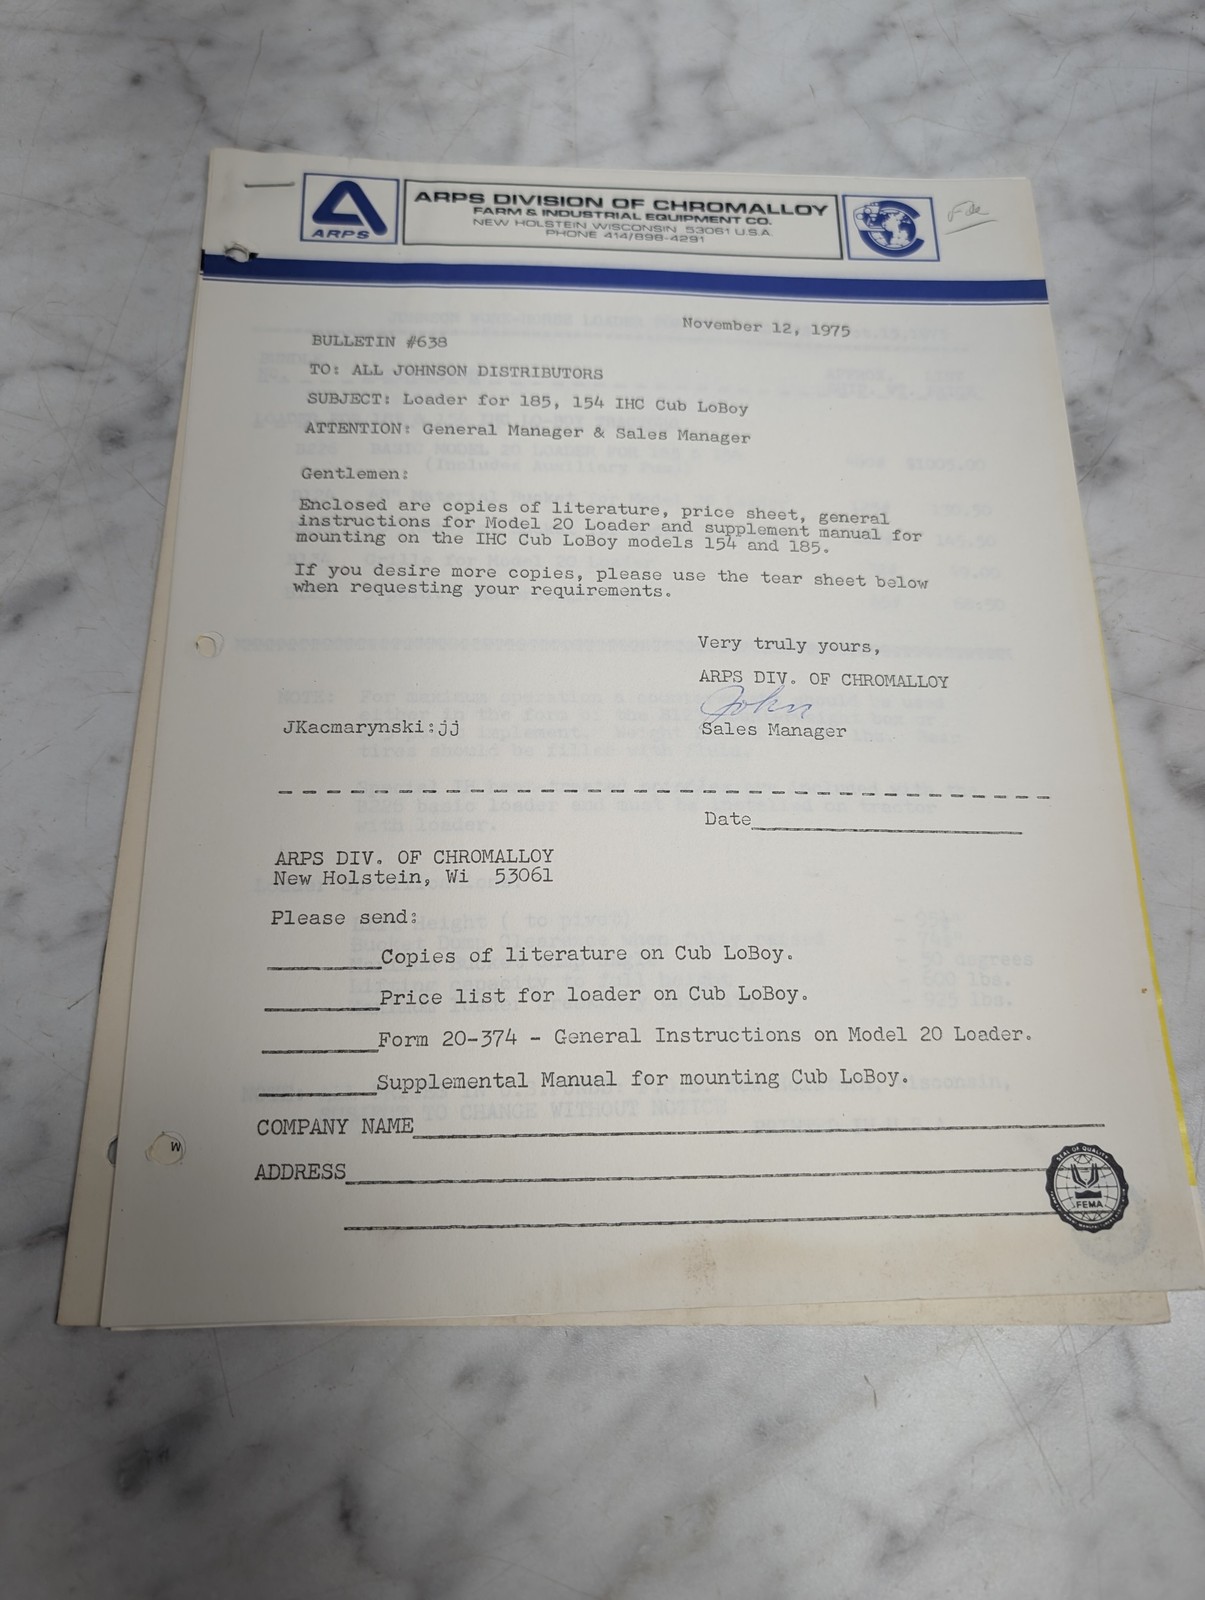 ARPS
ARPS DIVISION OF CHROMALLOY
FARM & INDUSTRIAL EQUIPMENT CO.
NEW HOLSTEIN WISCONSIN 53061 U.S.A.
PHONE 414/898-4291
File
November 12, 1975
BULLETIN #638
TO: ALL JOHNSON DISTRIBUTORS
SUBJECT: Loader for 185, 154 IHC Cub LoBoy
ATTENTION: General Manager & Sales Manager
Gentlemen:
Enclosed are copies of literature, price sheet, general
instructions for Model 20 Loader and supplement manual for
mounting on the IHC Cub LoBoy models 154 and 185.
If you desire more copies, please use the tear sheet below
when requesting your requirements.
Very truly yours,
ARPS DIV. OF CHROMALLOY
John
JKacmarynski:jj
Sales Manager
Date
ARPS DIV. OF CHROMALLOY
New Holstein, Wi 53061
Please send:
Copies of literature on Cub LoBoy.
Price list for loader on Cub LoBoy.
Form 20-374 - General Instructions on Model 20 Loader.
Supplemental Manual for mounting Cub LoBoy.
COMPANY NAME
ADDRESS
SEAL OF QUALITY
FEMA